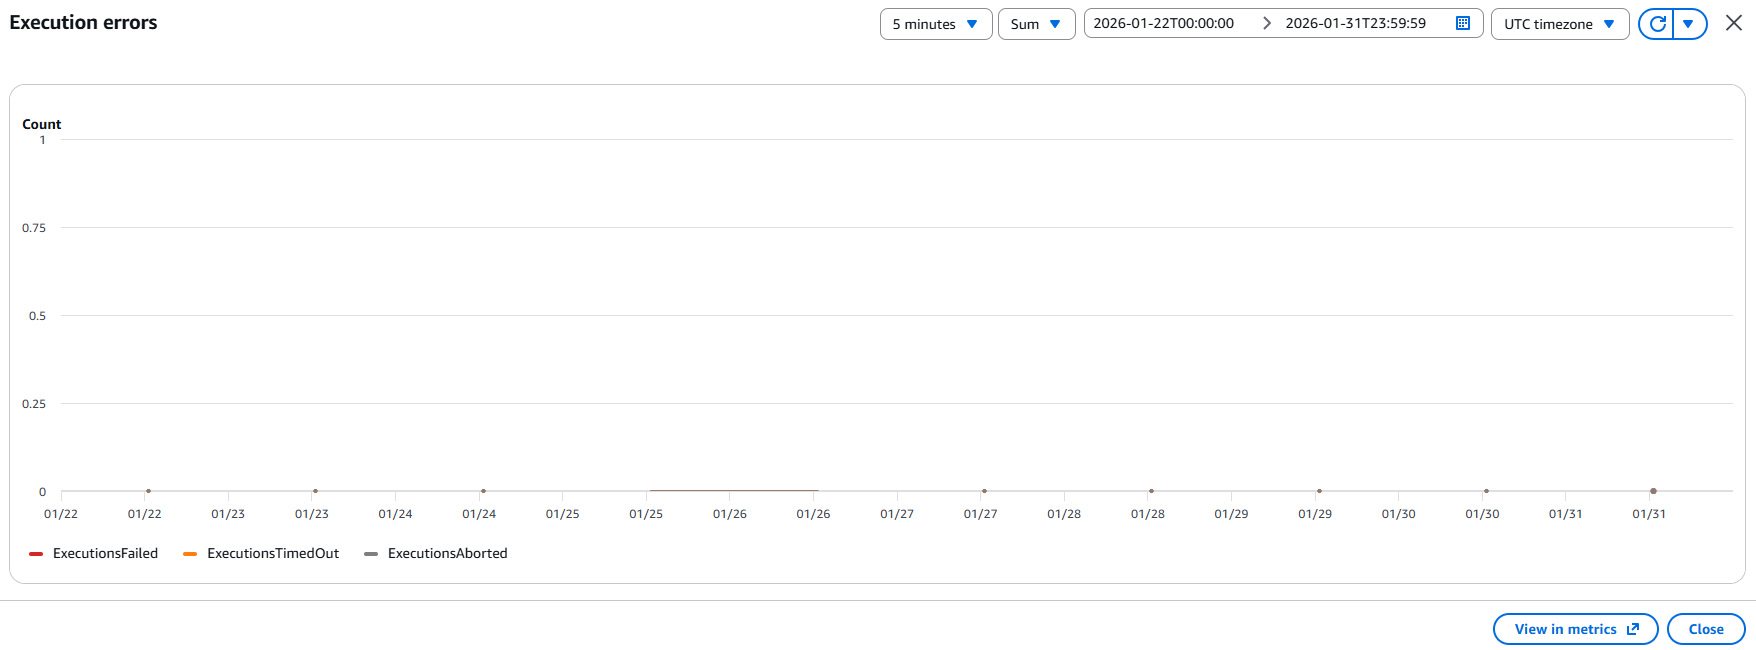 Execution errors
5 minutes
Sum
2026-01-22T00:00:00
2026-01-31T23:59:59
UTC timezone
Count
1
0.75
0.5
0.25
0
01/22 01/22 01/23 01/23 01/24 01/24 01/25 01/25 01/26 01/26 01/27 01/27 01/28 01/28 01/29 01/29 01/30 01/30 01/31 01/31
ExecutionsFailed ExecutionsTimedOut ExecutionsAborted
View in metrics
Close